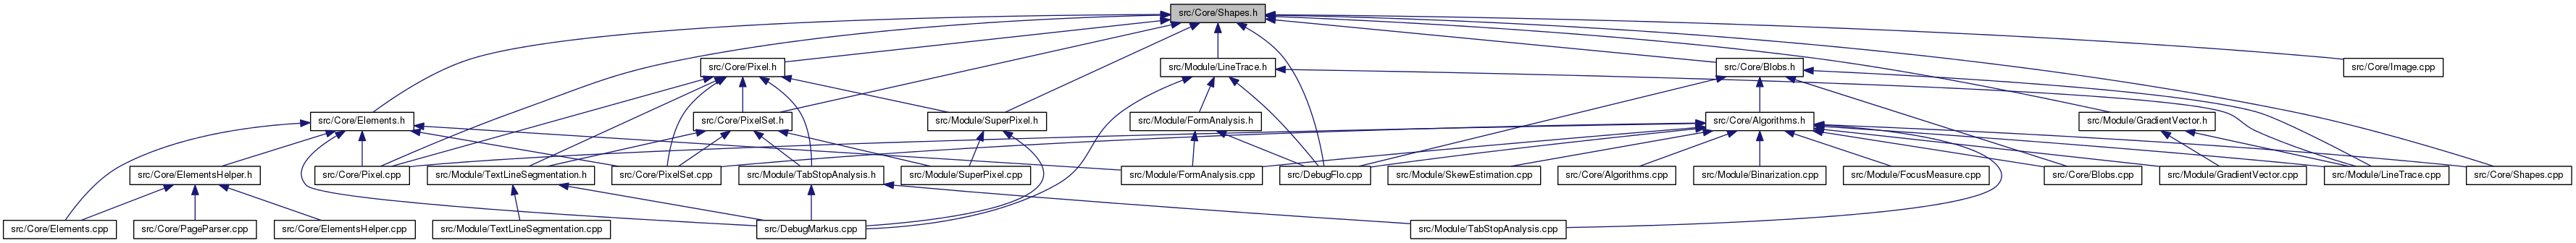 src/Core/Shapes.h
src/Core/Pixel.h
src/Module/LineTrace.h
src/Core/Blobs.h
src/Core/Image.cpp
src/Core/Elements.h
src/Core/PixelSet.h
src/Module/SuperPixel.h
src/Module/FormAnalysis.h
src/Core/Algorithms.h
src/Module/GradientVector.h
src/Core/ElementsHelper.h
src/Core/Pixel.cpp
src/Module/TextLineSegmentation.h
src/Core/PixelSet.cpp
src/Module/TabStopAnalysis.h
src/Module/SuperPixel.cpp
src/Module/FormAnalysis.cpp
src/DebugFlo.cpp
src/Module/SkewEstimation.cpp
src/Core/Algorithms.cpp
src/Module/Binarization.cpp
src/Module/FocusMeasure.cpp
src/Core/Blobs.cpp
src/Module/GradientVector.cpp
src/Module/LineTrace.cpp
src/Core/Shapes.cpp
src/Core/Elements.cpp
src/Core/PageParser.cpp
src/Core/ElementsHelper.cpp
src/Module/TextLineSegmentation.cpp
src/DebugMarkus.cpp
src/Module/TabStopAnalysis.cpp